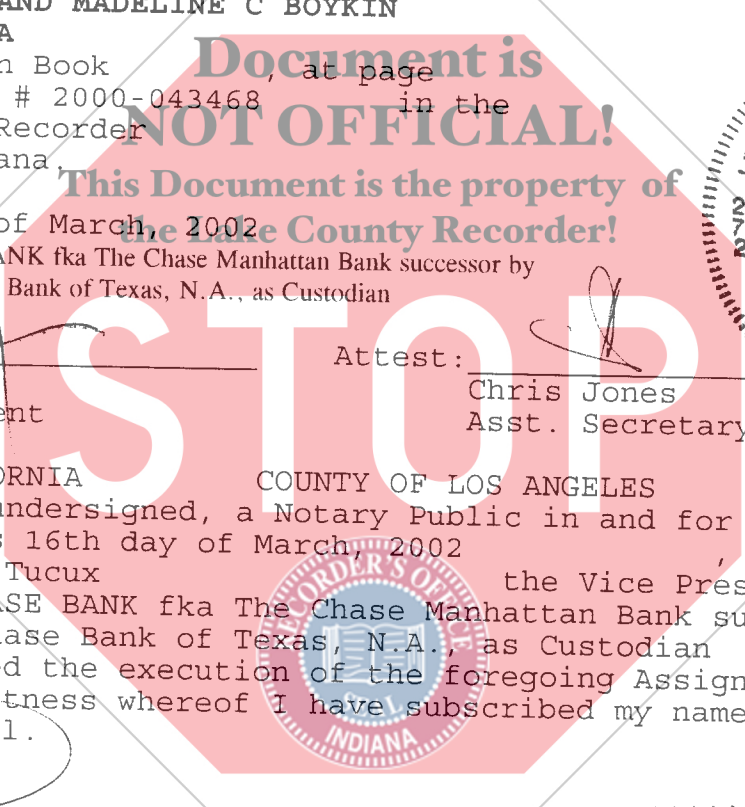 AND MADELINE C BOYKIN
A
n Book , at page
# 2000-043468 in the
Recorder
ana,
Document is
NOT OFFICIAL!
This Document is the property of
the Lake County Recorder!
of March, 2002
ANK fka The Chase Manhattan Bank successor by
Bank of Texas, N.A., as Custodian
STOP
Attest:
Chris Jones
ent Asst. Secretary
ORNIA COUNTY OF LOS ANGELES
undersigned, a Notary Public in and for
s 16th day of March, 2002 ,
Tucux the Vice Pres
ASE BANK fka The Chase Manhattan Bank su
hase Bank of Texas, N.A., as Custodian
ed the execution of the foregoing Assign
tness whereof I have subscribed my name
l.
RECORDER'S OFFICE
SEAL
INDIANA